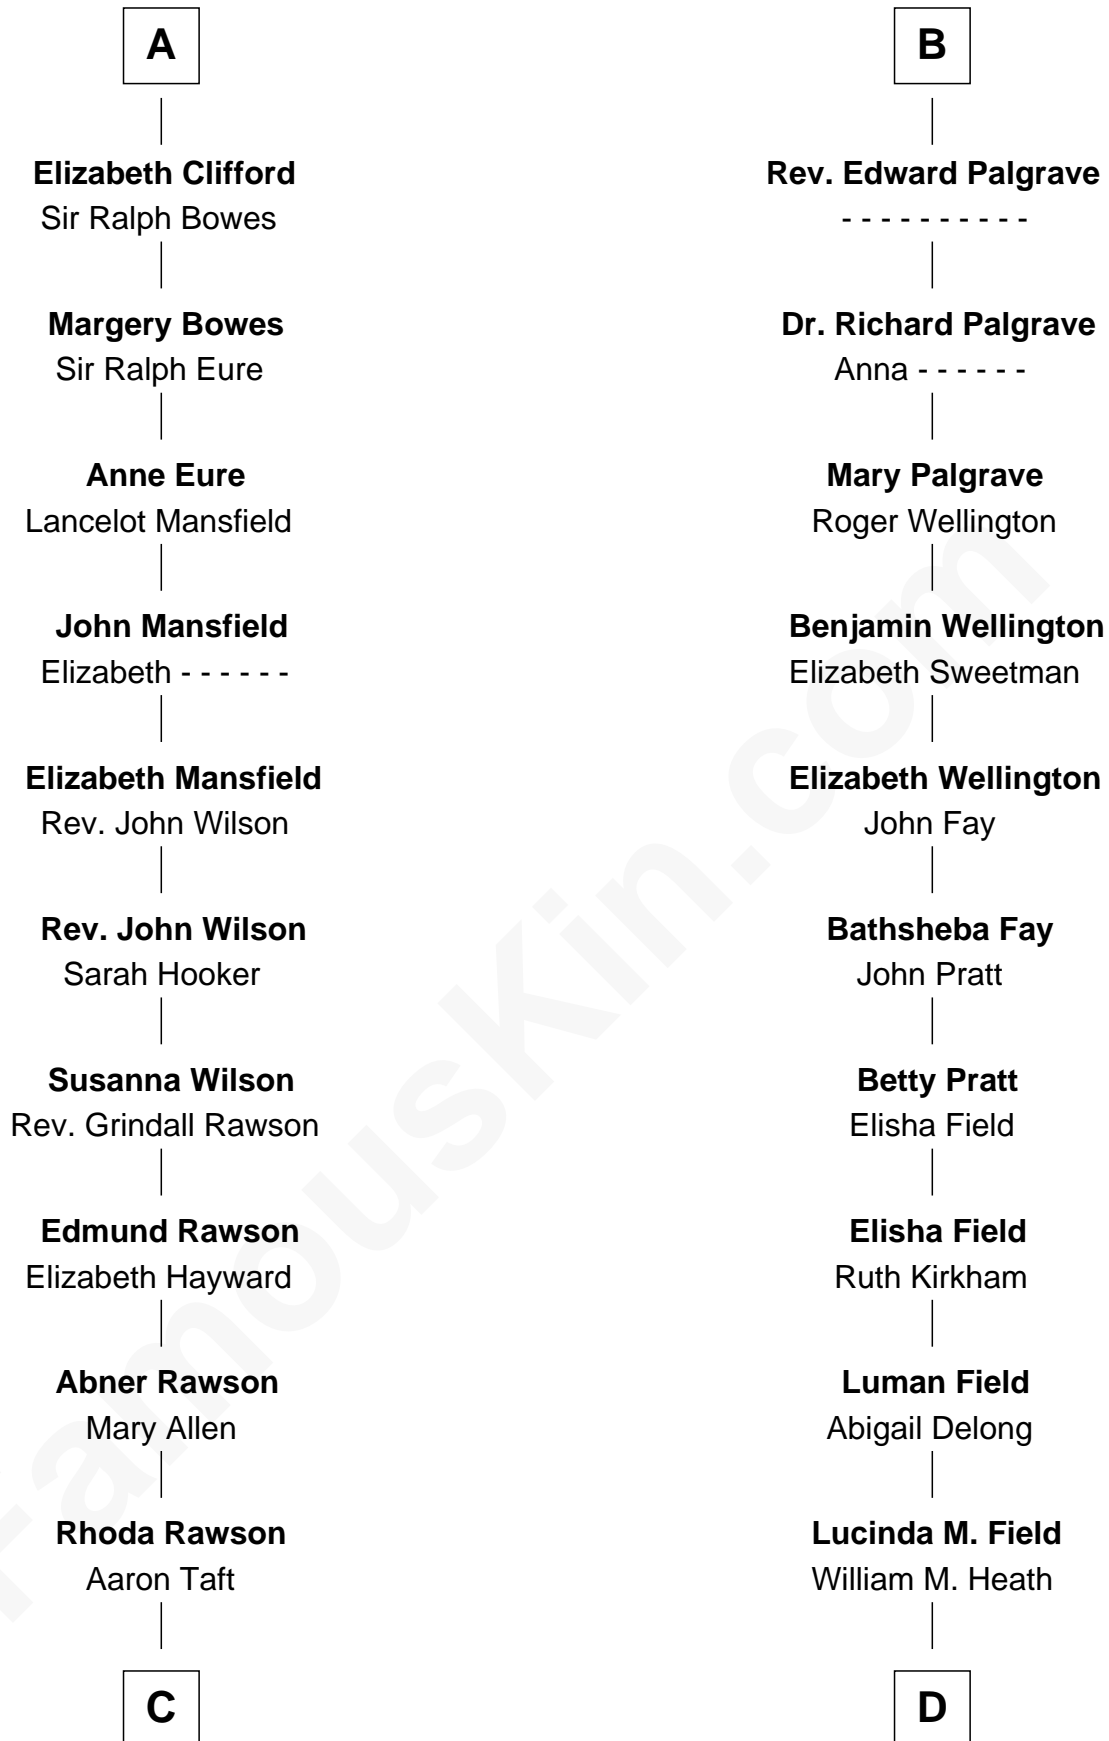 A
Elizabeth Clifford
Sir Ralph Bowes
Margery Bowes
Sir Ralph Eure
Anne Eure
Lancelot Mansfield
John Mansfield
Elizabeth - - - - - -
Elizabeth Mansfield
Rev. John Wilson
Rev. John Wilson
Sarah Hooker
Susanna Wilson
Rev. Grindall Rawson
Edmund Rawson
Elizabeth Hayward
Abner Rawson
Mary Allen
Rhoda Rawson
Aaron Taft
C
B
Rev. Edward Palgrave
- - - - - - - - - -
Dr. Richard Palgrave
Anna - - - - - -
Mary Palgrave
Roger Wellington
Benjamin Wellington
Elizabeth Sweetman
Elizabeth Wellington
John Fay
Bathsheba Fay
John Pratt
Betty Pratt
Elisha Field
Elisha Field
Ruth Kirkham
Luman Field
Abigail Delong
Lucinda M. Field
William M. Heath
D
FamousKin.com